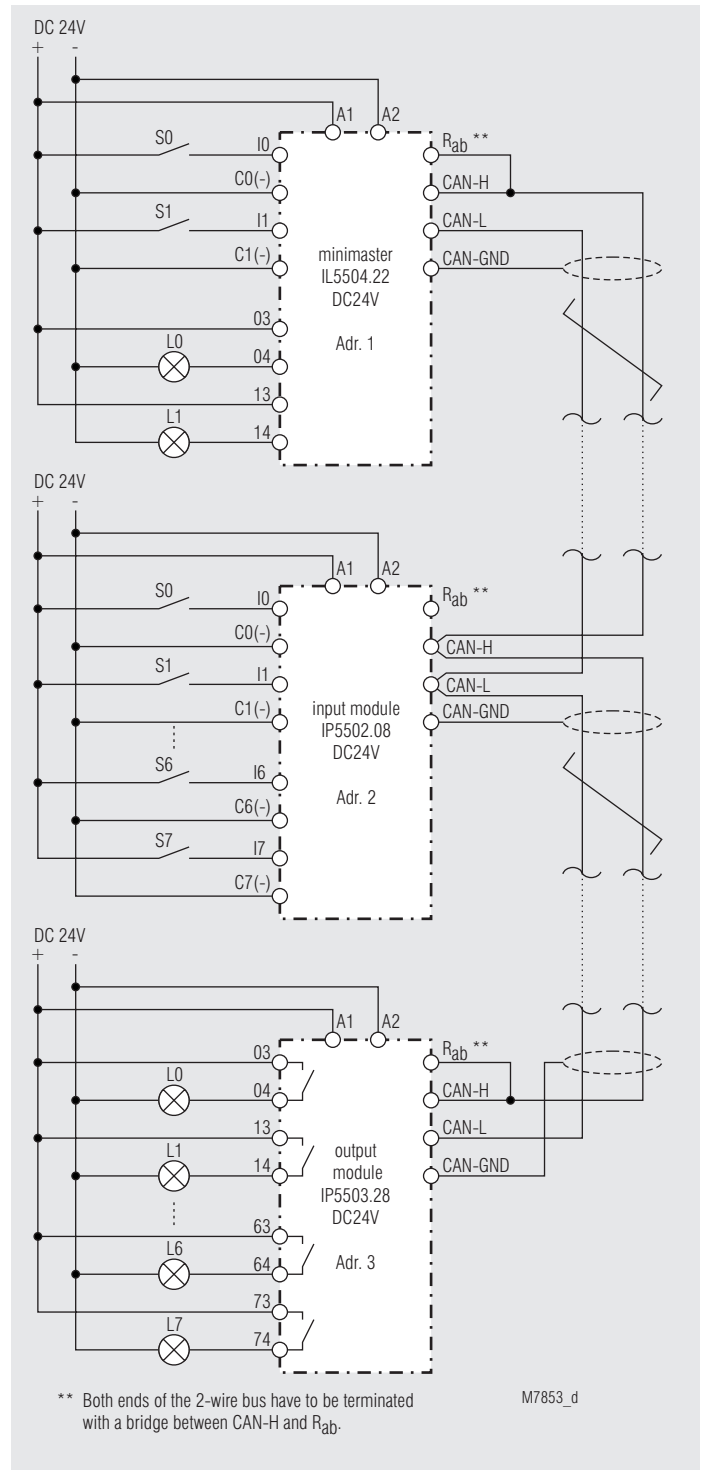 DC 24V
+ -
A1 A2
S0 I0 Rab **
C0(-) CAN-H
S1 I1 CAN-L
C1(-) CAN-GND
minimaster
IL5504.22
DC24V
Adr. 1
03
L0 04
13
L1 14
DC 24V
+ -
A1 A2
S0 I0 Rab **
C0(-) CAN-H
S1 I1 CAN-L
C1(-) CAN-GND
input module
IP5502.08
DC24V
Adr. 2
S6 I6
C6(-)
S7 I7
C7(-)
DC 24V
+ -
A1 A2
03 Rab **
L0 04 CAN-H
13 CAN-L
L1 14 CAN-GND
output
module
IP5503.28
DC24V
Adr. 3
63
L6 64
73
L7 74
** Both ends of the 2-wire bus have to be terminated
with a bridge between CAN-H and Rab.
M7853_d